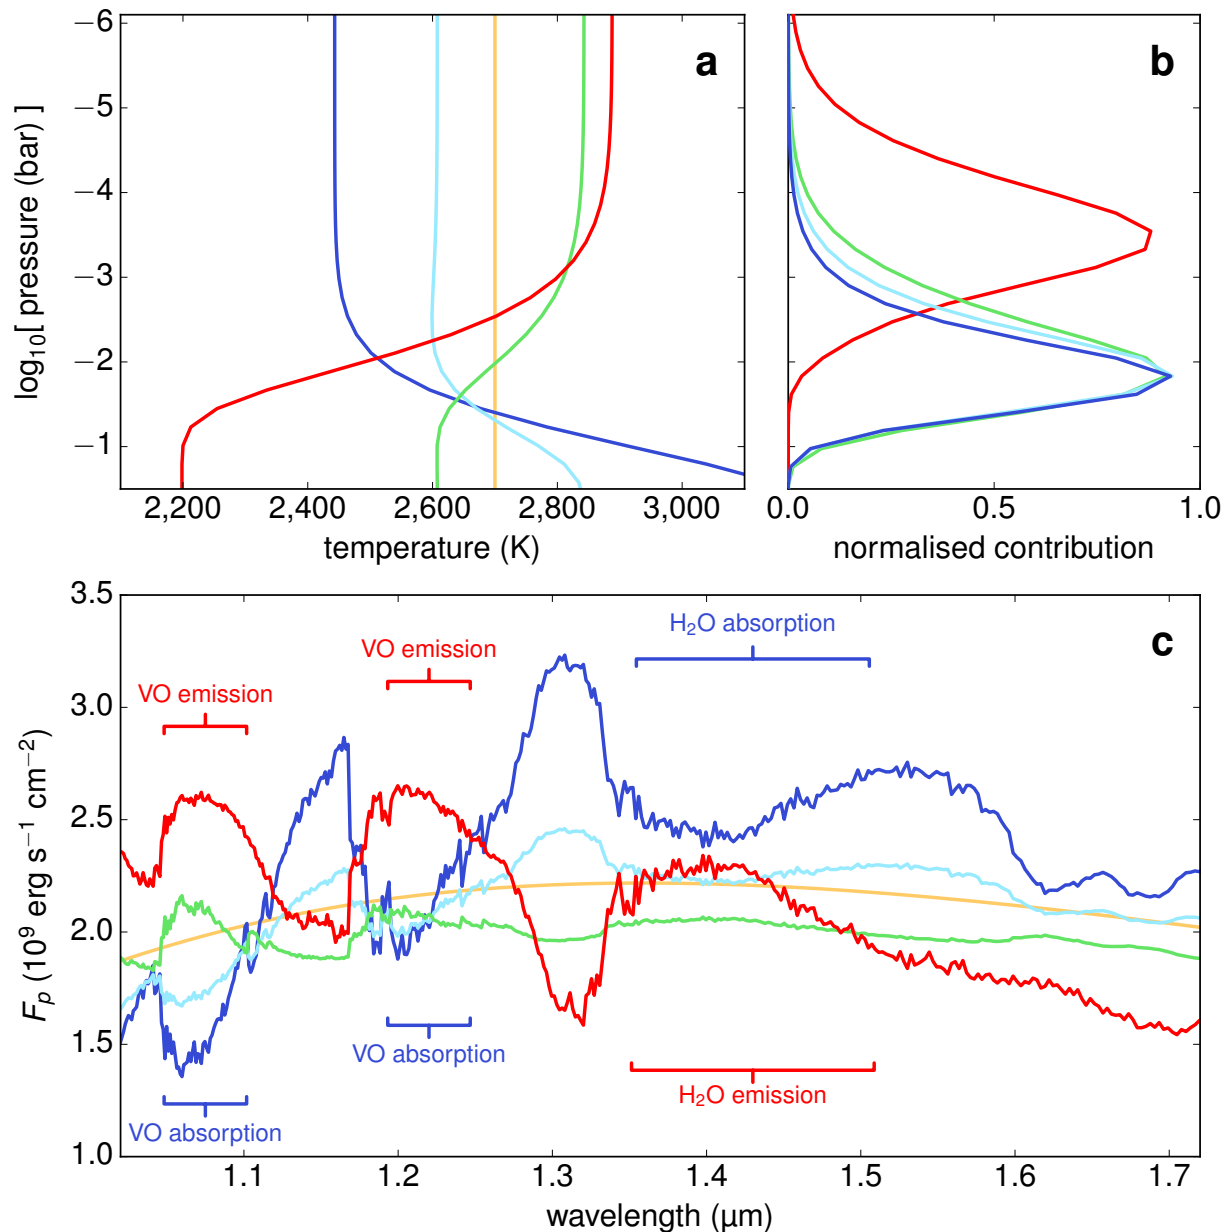 a
−6
−5
−4
−3
−2
−1
log₁₀[ pressure (bar) ]
2,200 2,400 2,600 2,800 3,000
temperature (K)
b
0.0 0.5 1.0
normalised contribution
c
3.5
3.0
2.5
2.0
1.5
1.0
F_p (10⁹ erg s⁻¹ cm⁻²)
H₂O absorption
VO emission
VO emission
VO absorption
H₂O emission
VO absorption
1.1 1.2 1.3 1.4 1.5 1.6 1.7
wavelength (μm)